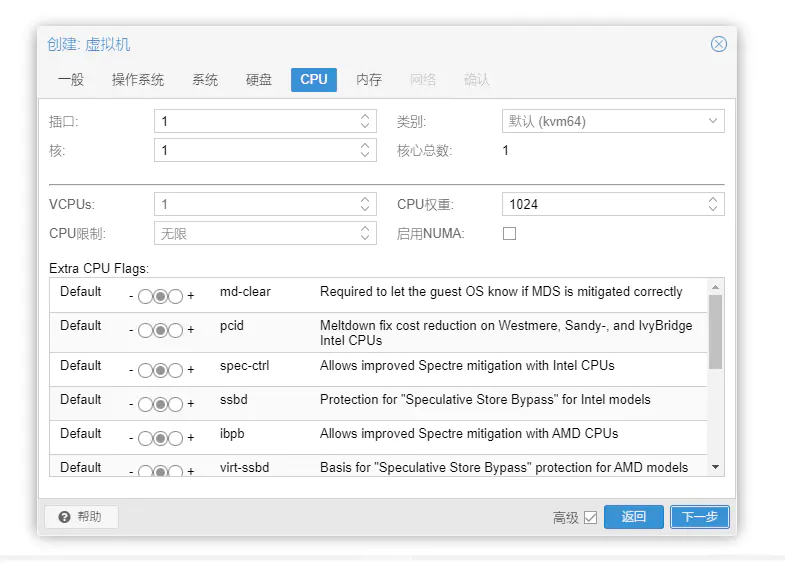 创建: 虚拟机
一般 操作系统 系统 硬盘 CPU 内存 网络 确认
插口: 1 类别: 默认 (kvm64)
核: 1 核心总数: 1
VCPUs: 1 CPU权重: 1024
CPU限制: 无限 启用NUMA:
Extra CPU Flags:
Default - + md-clear Required to let the guest OS know if MDS is mitigated correctly
Default - + pcid Meltdown fix cost reduction on Westmere, Sandy-, and IvyBridge
Intel CPUs
Default - + spec-ctrl Allows improved Spectre mitigation with Intel CPUs
Default - + ssbd Protection for "Speculative Store Bypass" for Intel models
Default - + ibpb Allows improved Spectre mitigation with AMD CPUs
Default - + virt-ssbd Basis for "Speculative Store Bypass" protection for AMD models
帮助 高级 返回 下一步